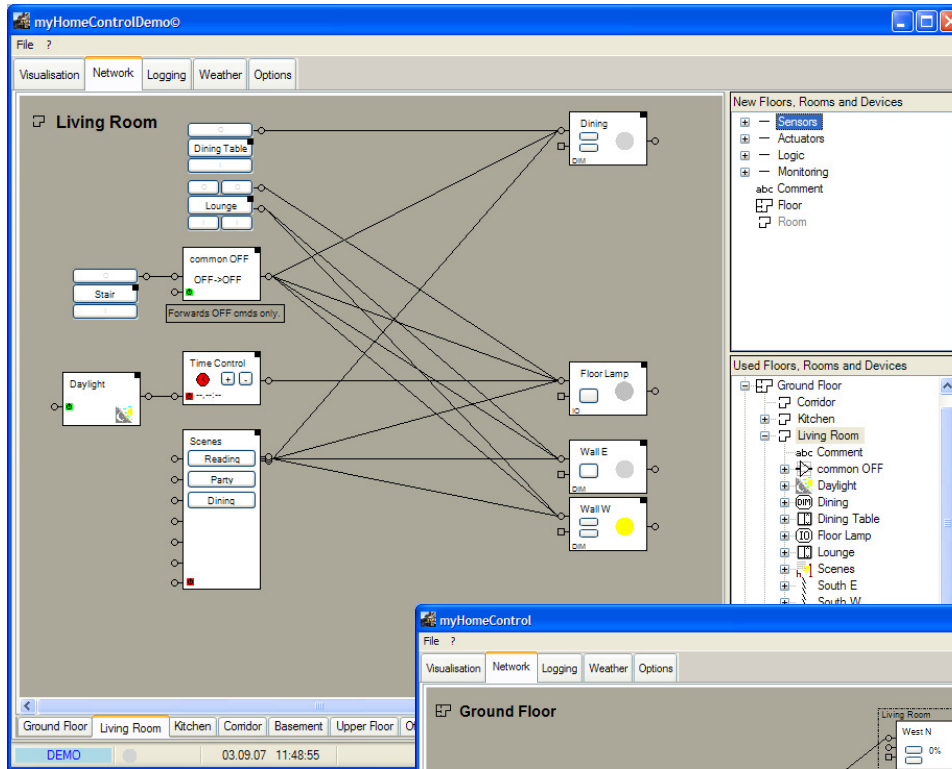 myHomeControlDemo©
File ?
Visualisation Network Logging Weather Options
Living Room
Dining Table
Lounge
common OFF
OFF->OFF
Stair
Forwards OFF cmds only.
Time Control
+ -
--,--:--
Daylight
Scenes
Reading
Party
Dining
Dining
DIM
Floor Lamp
IO
Wall E
DIM
Wall W
DIM
New Floors, Rooms and Devices
Sensors
Actuators
Logic
Monitoring
abc Comment
Floor
Room
Used Floors, Rooms and Devices
Ground Floor
Corridor
Kitchen
Living Room
abc Comment
common OFF
Daylight
DIM Dining
Dining Table
IO Floor Lamp
Lounge
Scenes
South E
South W
Ground Floor Living Room Kitchen Corridor Basement Upper Floor
DEMO 03.09.07 11:48:55
myHomeControl
File ?
Visualisation Network Logging Weather Options
Ground Floor
Living Room
West N
0%